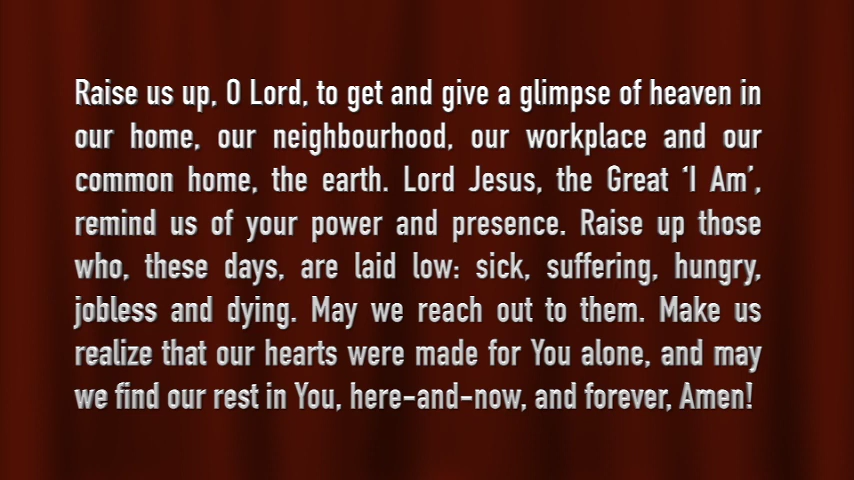 Raise us up, O Lord, to get and give a glimpse of heaven in
our home, our neighbourhood, our workplace and our
common home, the earth. Lord Jesus, the Great ‘I Am’,
remind us of your power and presence. Raise up those
who, these days, are laid low: sick, suffering, hungry,
jobless and dying. May we reach out to them. Make us
realize that our hearts were made for You alone, and may
we find our rest in You, here-and-now, and forever, Amen!